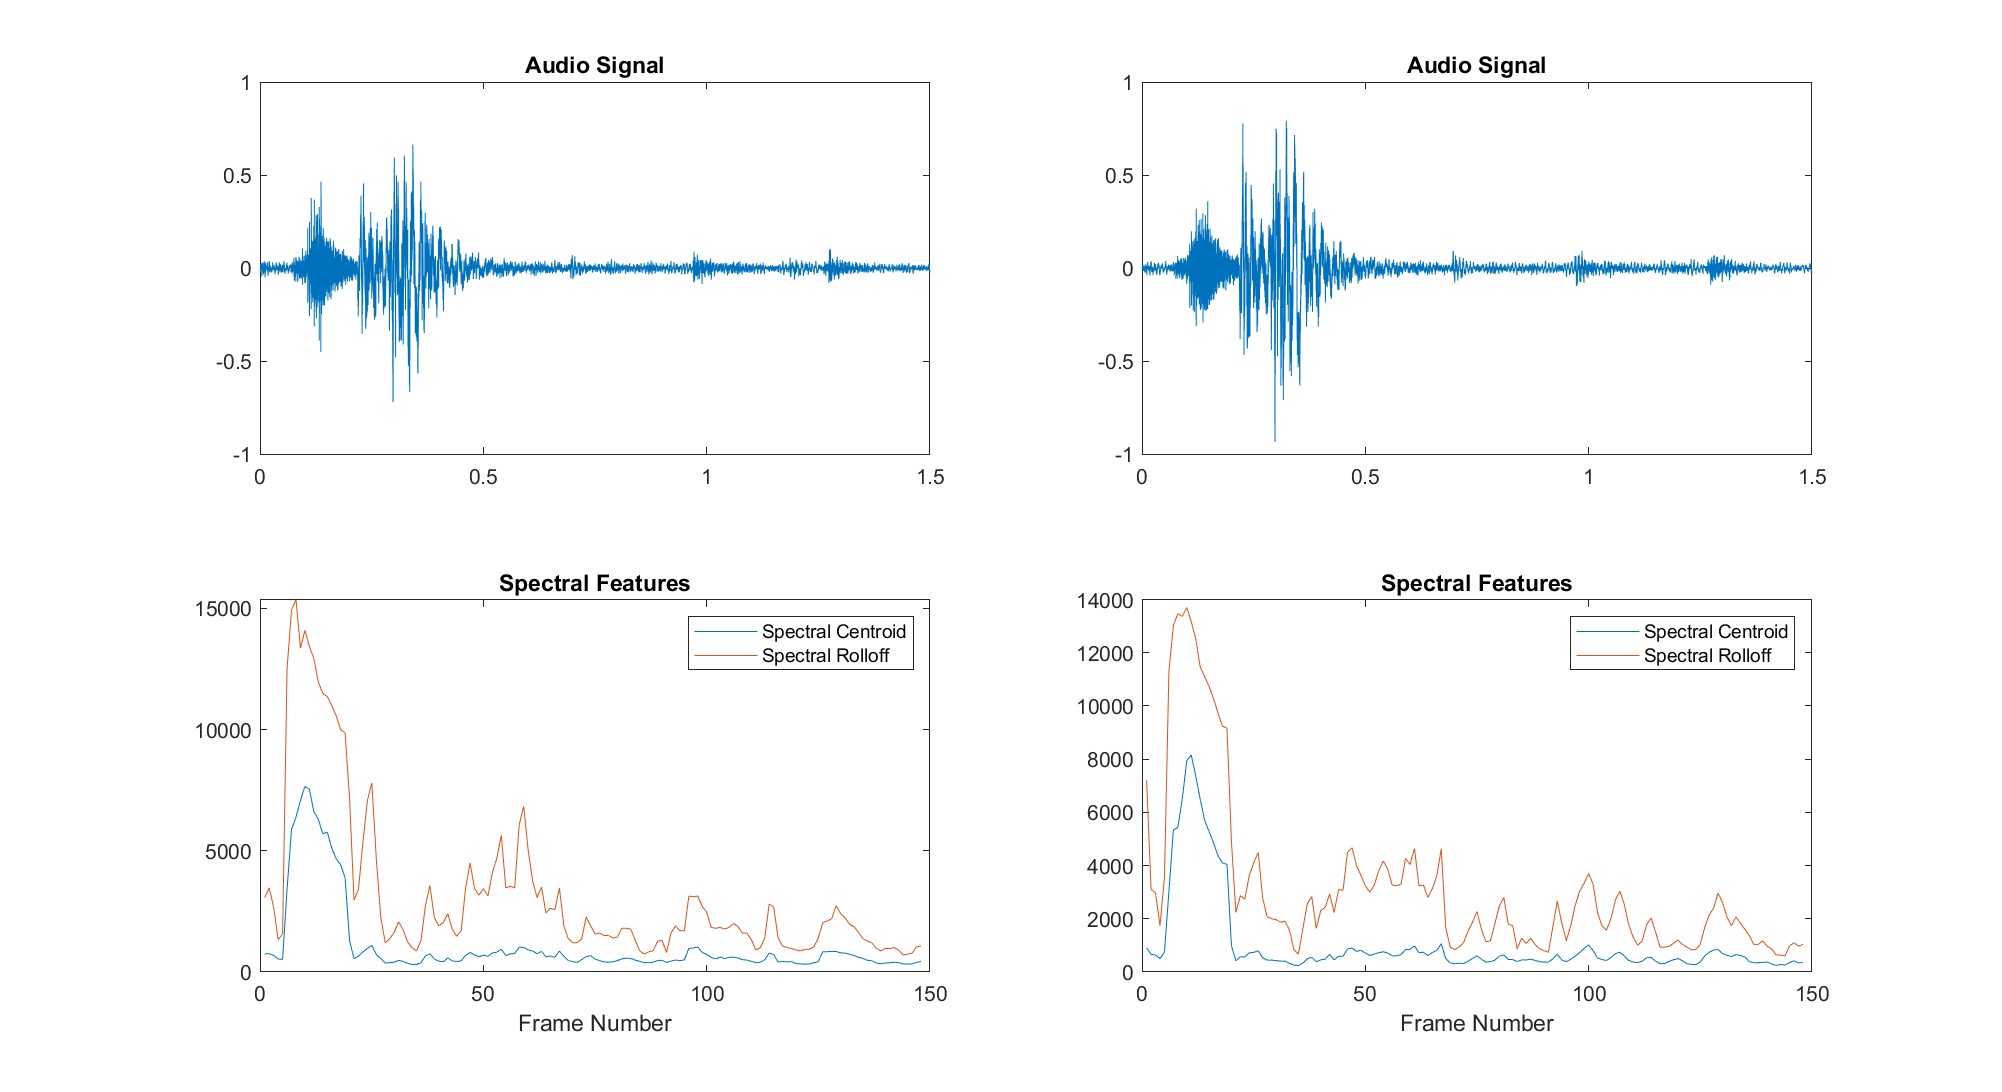 Audio Signal
1
0.5
0
-0.5
-1
0 0.5 1 1.5
Audio Signal
1
0.5
0
-0.5
-1
0 0.5 1 1.5
Spectral Features
15000
10000
5000
0
Spectral Centroid
Spectral Rolloff
0 50 100 150
Frame Number
Spectral Features
14000
12000
10000
8000
6000
4000
2000
0
Spectral Centroid
Spectral Rolloff
0 50 100 150
Frame Number